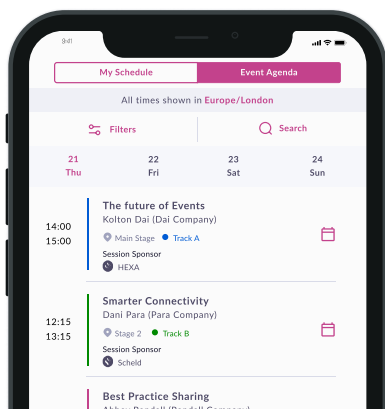 My Schedule
Event Agenda
All times shown in Europe/London
Filters
Search
21
Thu
22
Fri
23
Sat
24
Sun
14:00
15:00
The future of Events
Kolton Dai (Dai Company)
Main Stage
Track A
Session Sponsor
HEXA
12:15
13:15
Smarter Connectivity
Dani Para (Para Company)
Stage 2
Track B
Session Sponsor
Scheld
Best Practice Sharing